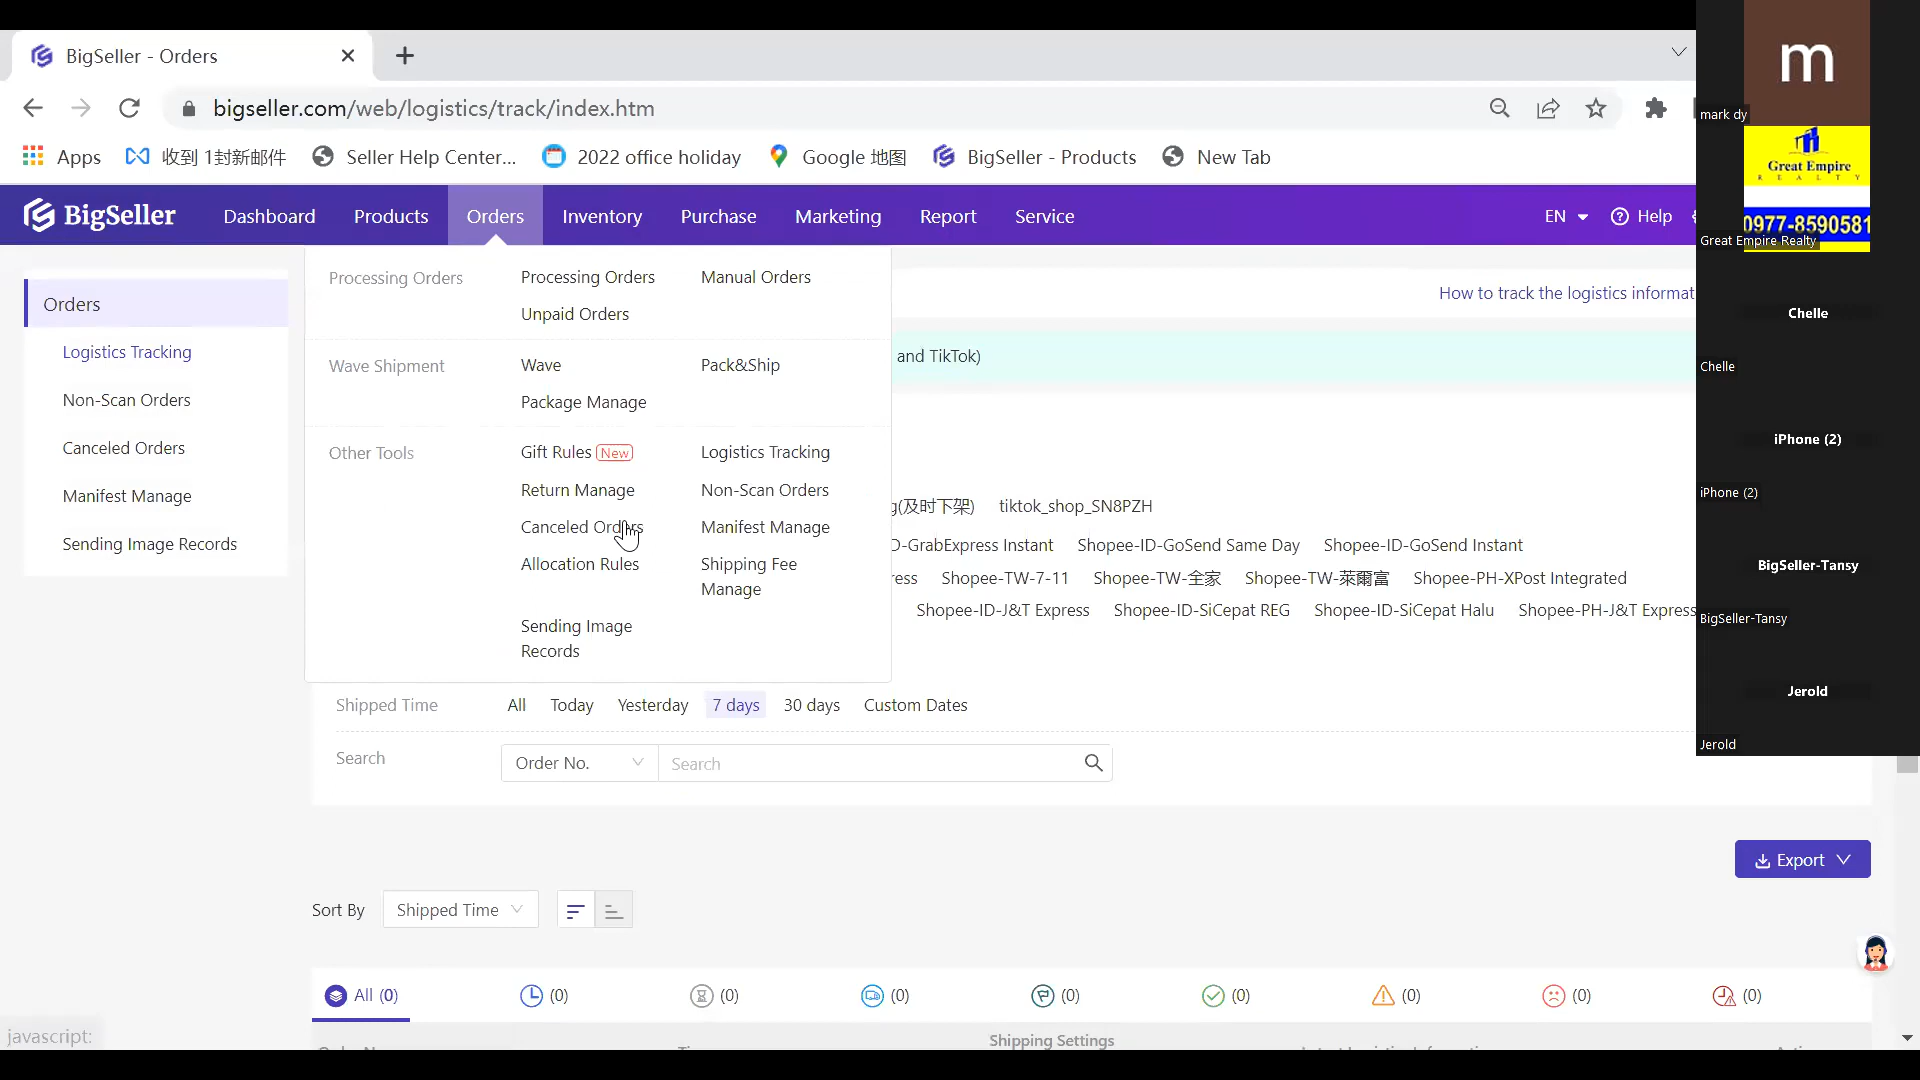 BigSeller - Orders
bigseller.com/web/logistics/track/index.htm
Apps 收到 1封新邮件 Seller Help Center... 2022 office holiday Google 地图 BigSeller - Products New Tab
BigSeller Dashboard Products Orders Inventory Purchase Marketing Report Service EN Help
Orders
Logistics Tracking
Non-Scan Orders
Canceled Orders
Manifest Manage
Sending Image Records
Processing Orders Processing Orders Manual Orders
Unpaid Orders
Wave Shipment Wave Pack&Ship
Package Manage
Other Tools Gift Rules New Logistics Tracking
Return Manage Non-Scan Orders
Canceled Orders Manifest Manage
Allocation Rules Shipping Fee
Manage
Sending Image
Records
How to track the logistics informat
and TikTok)
g(及时下架) tiktok_shop_SN8PZH
D-GrabExpress Instant Shopee-ID-GoSend Same Day Shopee-ID-GoSend Instant
ress Shopee-TW-7-11 Shopee-TW-全家 Shopee-TW-萊爾富 Shopee-PH-XPost Integrated
Shopee-ID-J&T Express Shopee-ID-SiCepat REG Shopee-ID-SiCepat Halu Shopee-PH-J&T Express
Shipped Time All Today Yesterday 7 days 30 days Custom Dates
Search Order No. Search
Export
Sort By Shipped Time
All (0) (0) (0) (0) (0) (0) (0) (0) (0)
Shipping Settings
javascript:
m
mark dy
Great Empire
REALTY
0977-8590581
Great Empire Realty
Chelle
Chelle
iPhone (2)
iPhone (2)
BigSeller-Tansy
BigSeller-Tansy
Jerold
Jerold